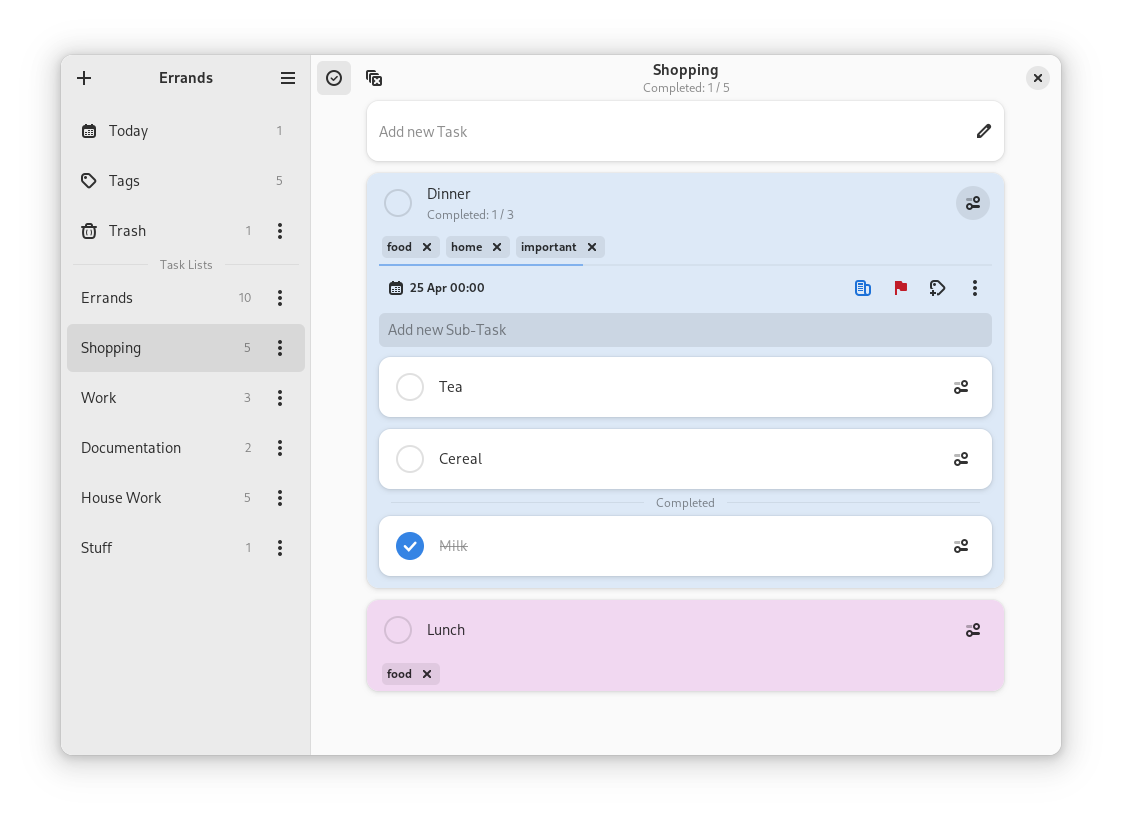 Errands
Today 1
Tags 5
Trash 1
Task Lists
Errands 10
Shopping 5
Work 3
Documentation 2
House Work 5
Stuff 1
Shopping
Completed: 1 / 5
Add new Task
Dinner
Completed: 1 / 3
food home important
25 Apr 00:00
Add new Sub-Task
Tea
Cereal
Completed
Milk
Lunch
food